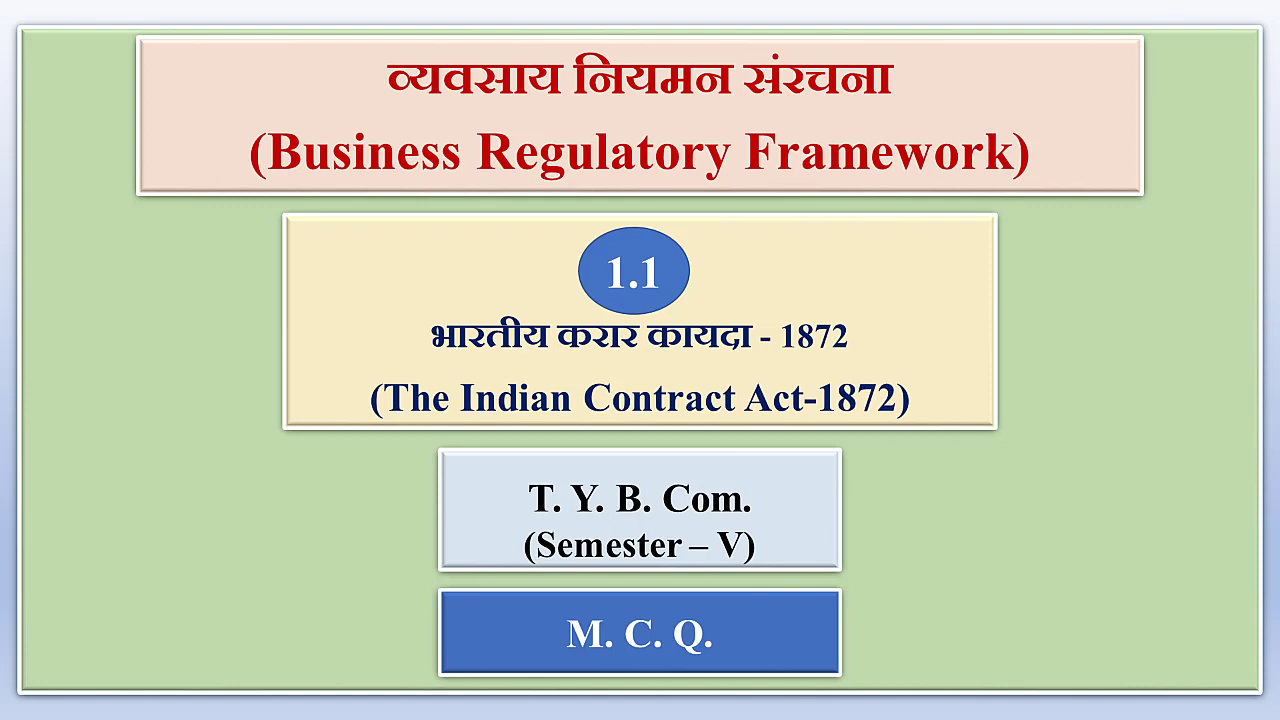 व्यवसाय नियमन संरचना
(Business Regulatory Framework)
1.1
भारतीय करार कायदा - 1872
(The Indian Contract Act-1872)
T. Y. B. Com.
(Semester – V)
M. C. Q.